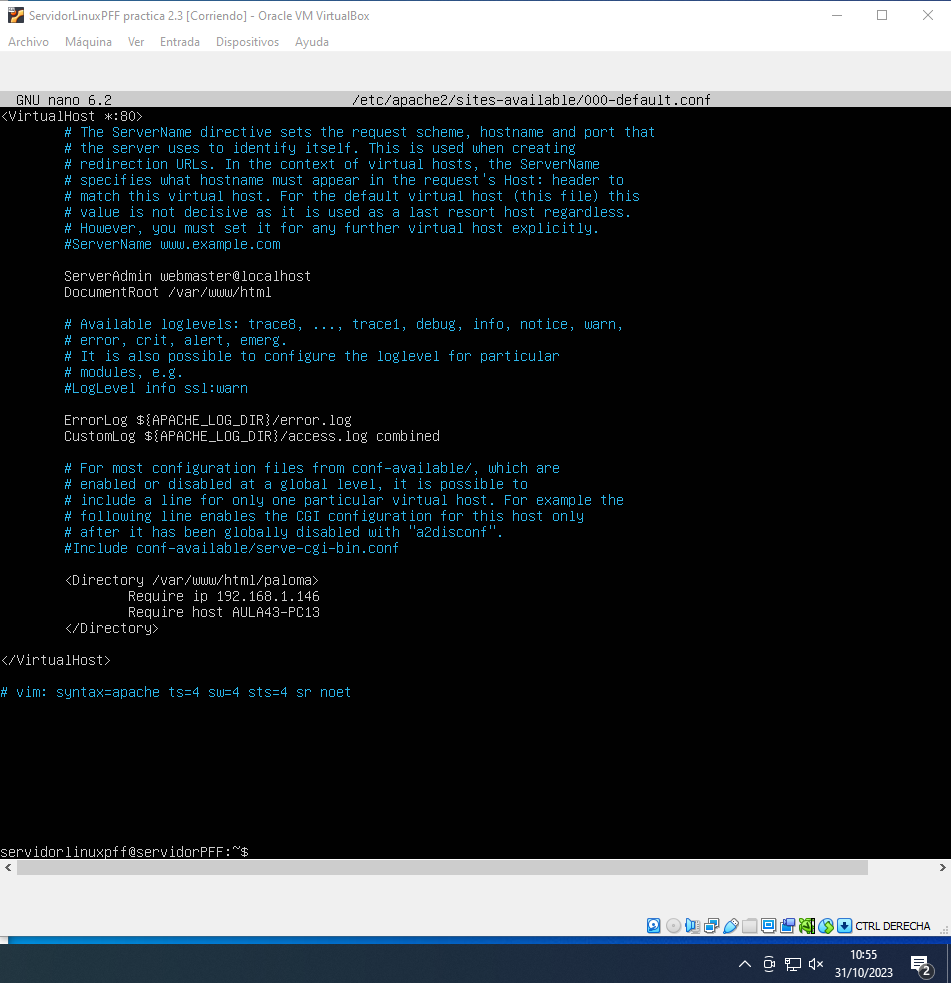 ServidorLinuxPFF practica 2.3 [Corriendo] - Oracle VM VirtualBox
Archivo Máquina Ver Entrada Dispositivos Ayuda
GNU nano 6.2 /etc/apache2/sites-available/000-default.conf
<VirtualHost *:80>
# The ServerName directive sets the request scheme, hostname and port that
# the server uses to identify itself. This is used when creating
# redirection URLs. In the context of virtual hosts, the ServerName
# specifies what hostname must appear in the request's Host: header to
# match this virtual host. For the default virtual host (this file) this
# value is not decisive as it is used as a last resort host regardless.
# However, you must set it for any further virtual host explicitly.
#ServerName www.example.com
ServerAdmin webmaster@localhost
DocumentRoot /var/www/html
# Available loglevels: trace8, ..., trace1, debug, info, notice, warn,
# error, crit, alert, emerg.
# It is also possible to configure the loglevel for particular
# modules, e.g.
#LogLevel info ssl:warn
ErrorLog ${APACHE_LOG_DIR}/error.log
CustomLog ${APACHE_LOG_DIR}/access.log combined
# For most configuration files from conf-available/, which are
# enabled or disabled at a global level, it is possible to
# include a line for only one particular virtual host. For example the
# following line enables the CGI configuration for this host only
# after it has been globally disabled with "a2disconf".
#Include conf-available/serve-cgi-bin.conf
<Directory /var/www/html/paloma>
Require ip 192.168.1.146
Require host AULA43-PC13
</Directory>
</VirtualHost>
# vim: syntax=apache ts=4 sw=4 sts=4 sr noet
servidorlinuxpff@servidorPFF:~$
CTRL DERECHA
10:55
31/10/2023
2